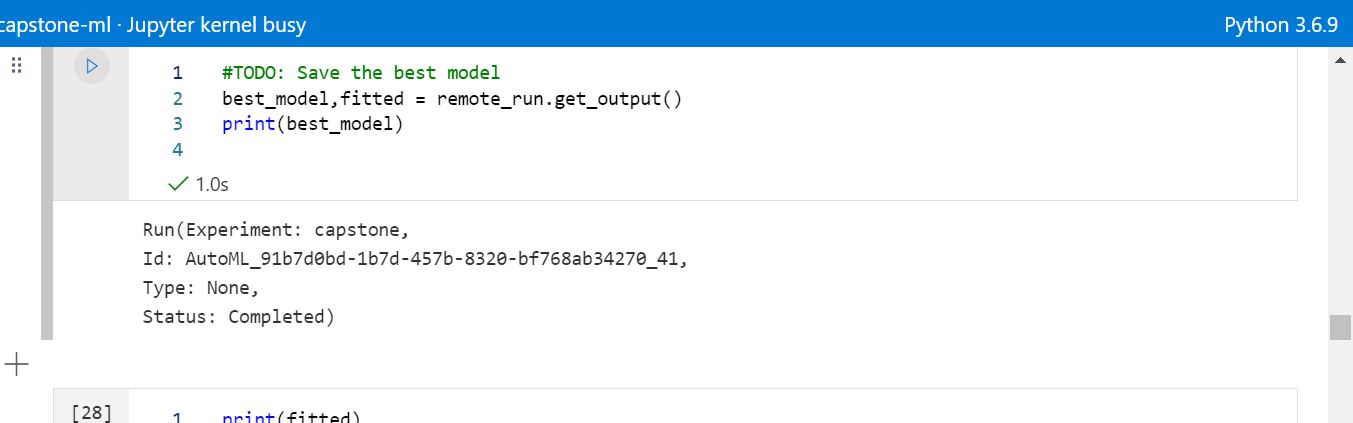 capstone-ml · Jupyter kernel busy
Python 3.6.9
1 #TODO: Save the best model
2 best_model,fitted = remote_run.get_output()
3 print(best_model)
4
1.0s
Run(Experiment: capstone,
Id: AutoML_91b7d0bd-1b7d-457b-8320-bf768ab34270_41,
Type: None,
Status: Completed)
[28]
1 print(fitted)